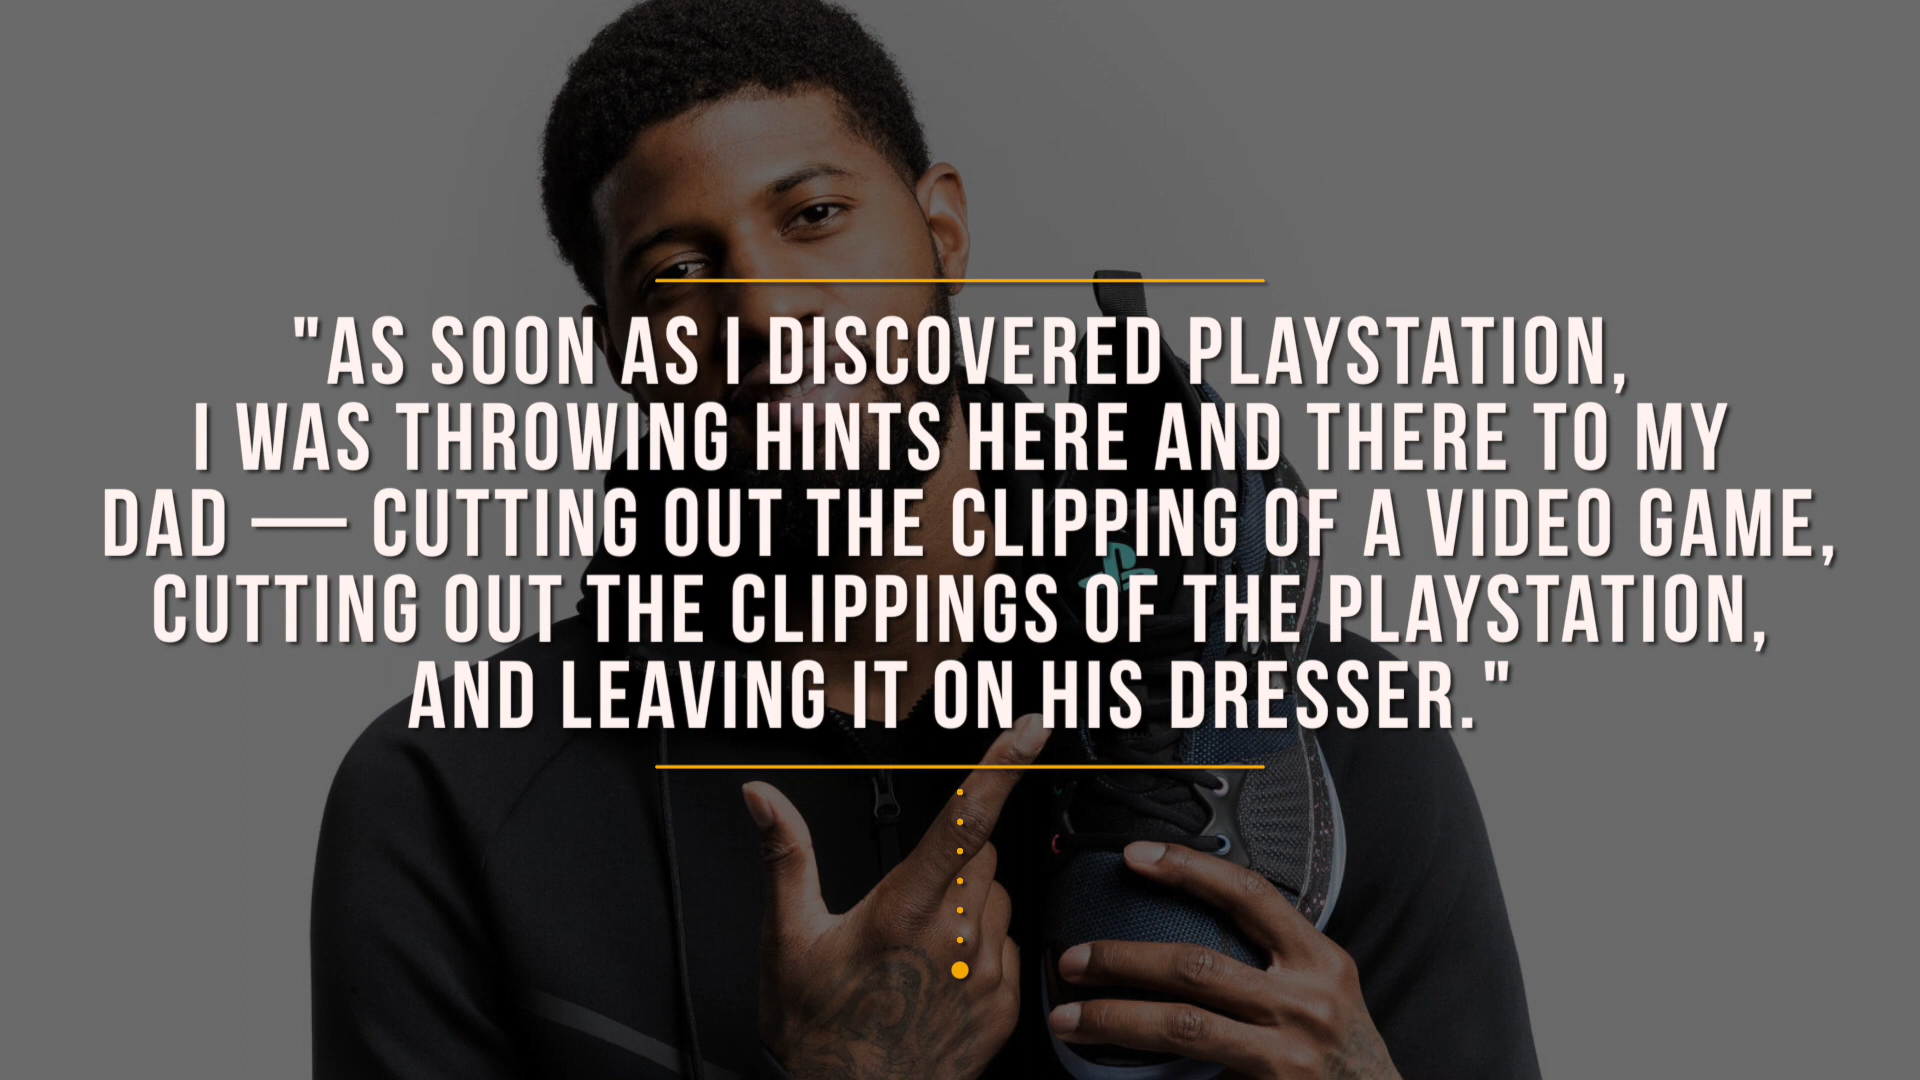 "AS SOON AS I DISCOVERED PLAYSTATION,
I WAS THROWING HINTS HERE AND THERE TO MY
DAD — CUTTING OUT THE CLIPPING OF A VIDEO GAME,
CUTTING OUT THE CLIPPINGS OF THE PLAYSTATION,
AND LEAVING IT ON HIS DRESSER."